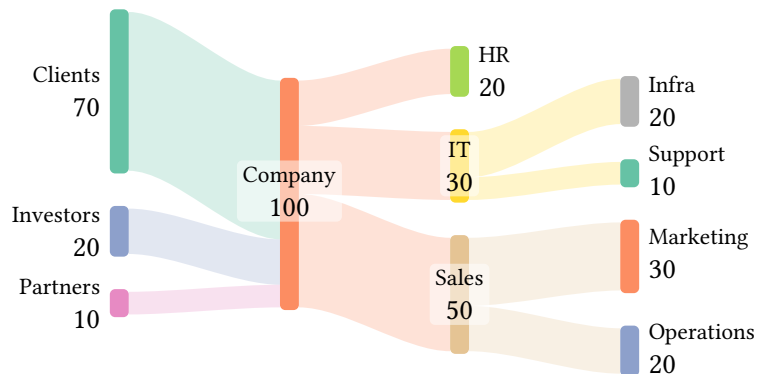 Clients
70
Investors
20
Partners
10
Company
100
HR
20
IT
30
Sales
50
Infra
20
Support
10
Marketing
30
Operations
20